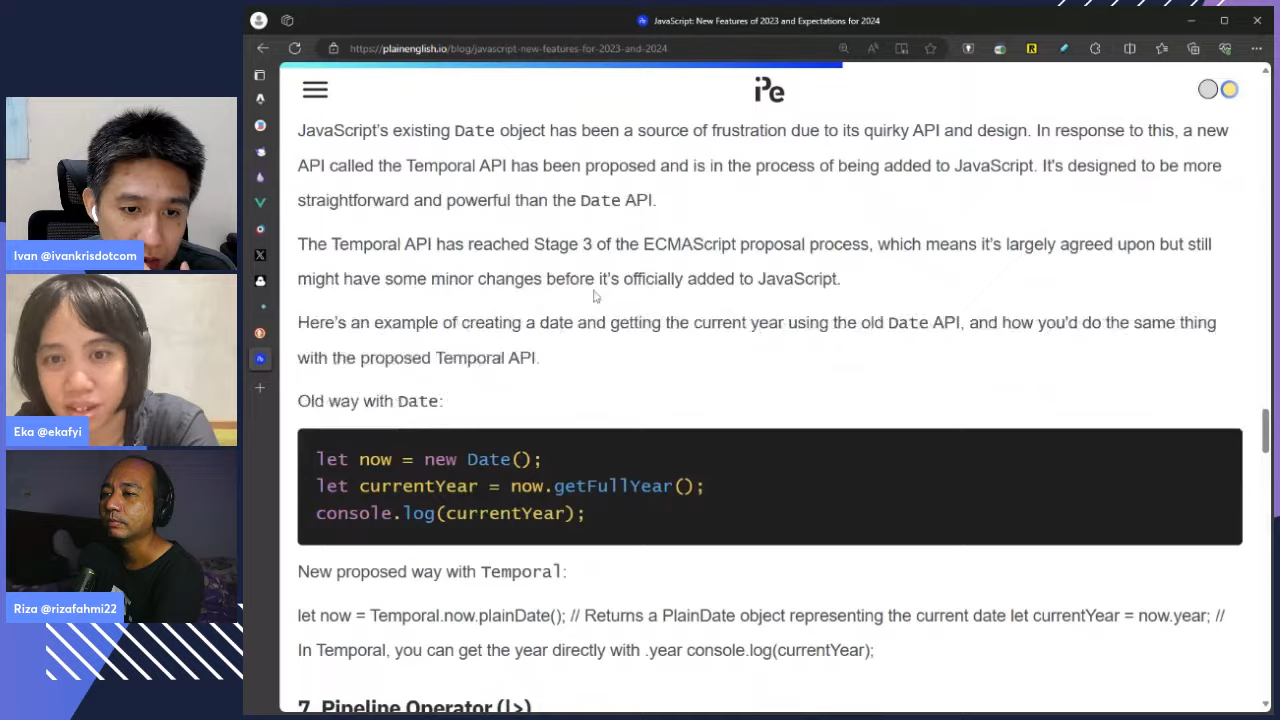 JavaScript: New Features of 2023 and Expectations for 2024
https://plainenglish.io/blog/javascript-new-features-for-2023-and-2024
JavaScript's existing Date object has been a source of frustration due to its quirky API and design. In response to this, a new
API called the Temporal API has been proposed and is in the process of being added to JavaScript. It's designed to be more
straightforward and powerful than the Date API.
The Temporal API has reached Stage 3 of the ECMAScript proposal process, which means it's largely agreed upon but still
might have some minor changes before it's officially added to JavaScript.
Here's an example of creating a date and getting the current year using the old Date API, and how you'd do the same thing
with the proposed Temporal API.
Old way with Date:
let now = new Date();
let currentYear = now.getFullYear();
console.log(currentYear);
New proposed way with Temporal:
let now = Temporal.now.plainDate(); // Returns a PlainDate object representing the current date let currentYear = now.year; //
In Temporal, you can get the year directly with .year console.log(currentYear);
7. Pipeline Operator (|>)
Ivan @ivankrisdotcom
Eka @ekafyi
Riza @rizafahmi22